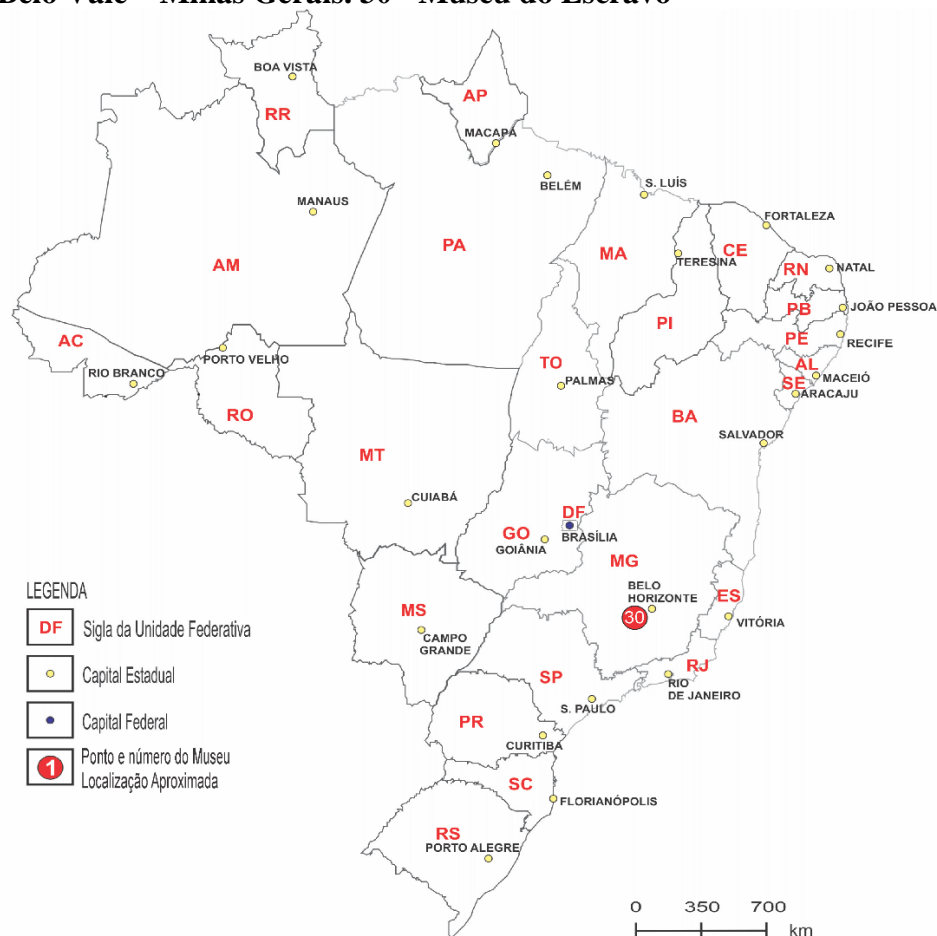 Belo Vale – Minas Gerais. 30 - Museu do Escravo
BOA VISTA
RR
AP
MACAPÁ
BELÉM
S. LUÍS
MANAUS
FORTALEZA
PA
MA
CE
TERESINA
RN
NATAL
AM
PB
JOÃO PESSOA
PI
PE
RECIFE
AC
PORTO VELHO
TO
AL
RIO BRANCO
PALMAS
SE
MACEIÓ
ARACAJU
RO
BA
SALVADOR
MT
CUIABÁ
DF
GO
BRASÍLIA
GOIÂNIA
MG
BELO
HORIZONTE
ES
30
VITÓRIA
MS
CAMPO
GRANDE
RJ
SP
RIO
DE JANEIRO
S. PAULO
PR
CURITIBA
SC
FLORIANÓPOLIS
RS
PORTO ALEGRE
LEGENDA
DF Sigla da Unidade Federativa
Capital Estadual
Capital Federal
1 Ponto e número do Museu
Localização Aproximada
0 350 700
km